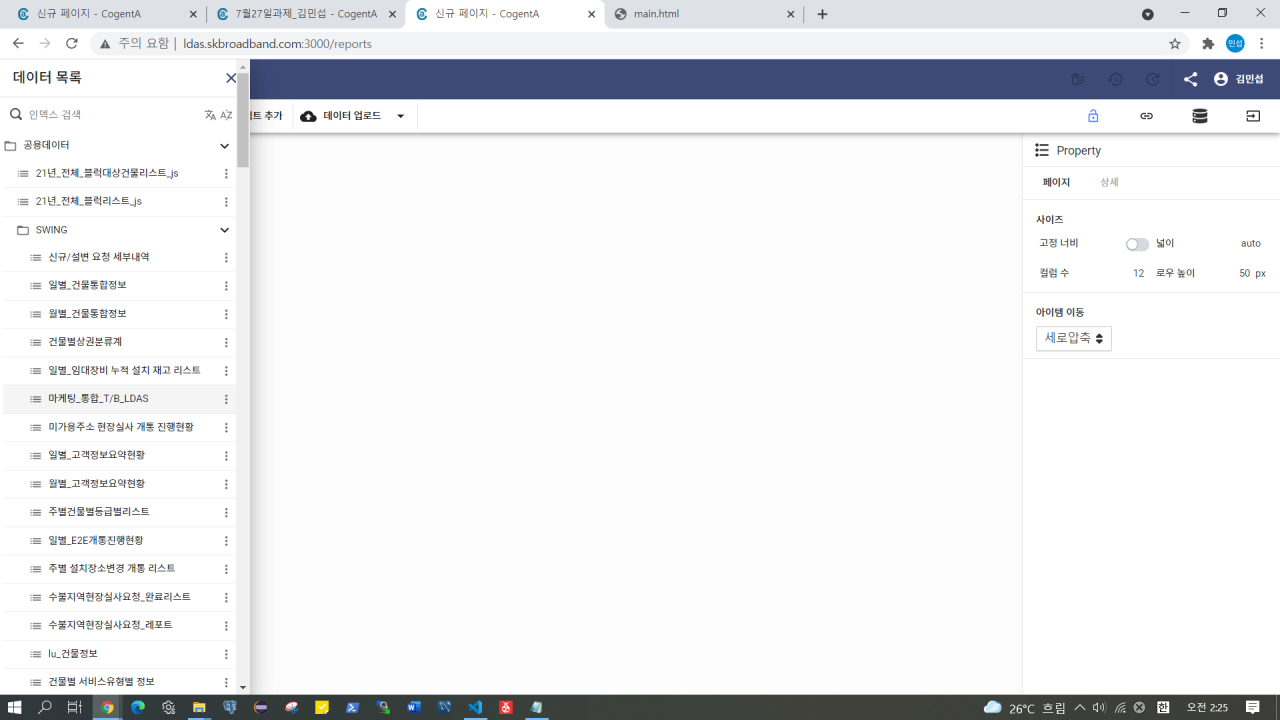 신규 페이지 - CogentA
7월27일과제_김민섭 - CogentA
신규 페이지 - CogentA
main.html
주의 요함 | ldas.skbroadband.com:3000/reports
민섭
데이터 목록
김민섭
인덱스 검색
트 추가
데이터 업로드
공용데이터
21년_전체_블럭대상건물리스트_js
21년_전체_블럭리스트_js
SWING
신규/설변 요청 세부내역
일별_건물통합정보
월별_건물통합정보
건물별상권분류계
일별_임대장비 누적 설치 재고 리스트
마케팅_통합_T/B_LDAS
미가용주소 현장실사 개통 진행현황
일별_고객정보요약현황
월별_고객정보요약현황
주별건물별등급별리스트
일별_E2E개통진행현황
주별 설치장소변경 개통 리스트
수불지역현장실사요청_완료리스트
수불지역현장실사요청_레포트
lu_건물정보
건물별 서비스유형별 정보
Property
페이지
상세
사이즈
고정 너비
넓이
auto
컬럼 수
12
로우 높이
50 px
아이템 이동
세로압축
26°C 흐림
한
오전 2:25